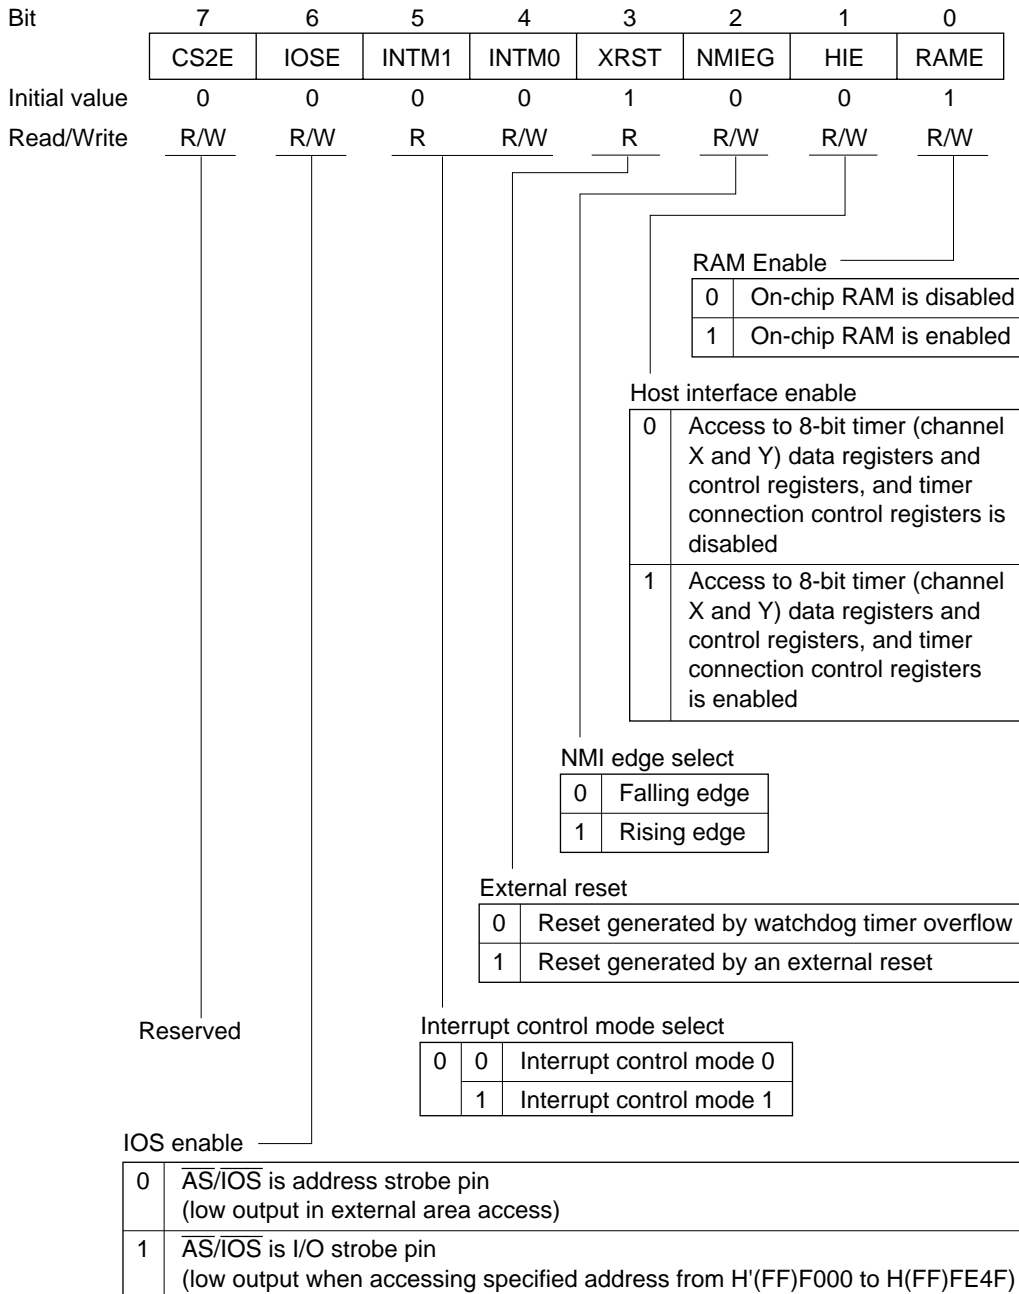 Bit 7 6 5 4 3 2 1 0
CS2E IOSE INTM1 INTM0 XRST NMIEG HIE RAME
Initial value 0 0 0 0 1 0 0 1
Read/Write R/W R/W R R/W R R/W R/W R/W
RAM Enable
0 On-chip RAM is disabled
1 On-chip RAM is enabled
Host interface enable
0 Access to 8-bit timer (channel
X and Y) data registers and
control registers, and timer
connection control registers is
disabled
1 Access to 8-bit timer (channel
X and Y) data registers and
control registers, and timer
connection control registers
is enabled
NMI edge select
0 Falling edge
1 Rising edge
External reset
0 Reset generated by watchdog timer overflow
1 Reset generated by an external reset
Reserved
Interrupt control mode select
0 0 Interrupt control mode 0
1 Interrupt control mode 1
IOS enable
0 A̅S̅/I̅O̅S̅ is address strobe pin
(low output in external area access)
1 A̅S̅/I̅O̅S̅ is I/O strobe pin
(low output when accessing specified address from H'(FF)F000 to H(FF)FE4F)